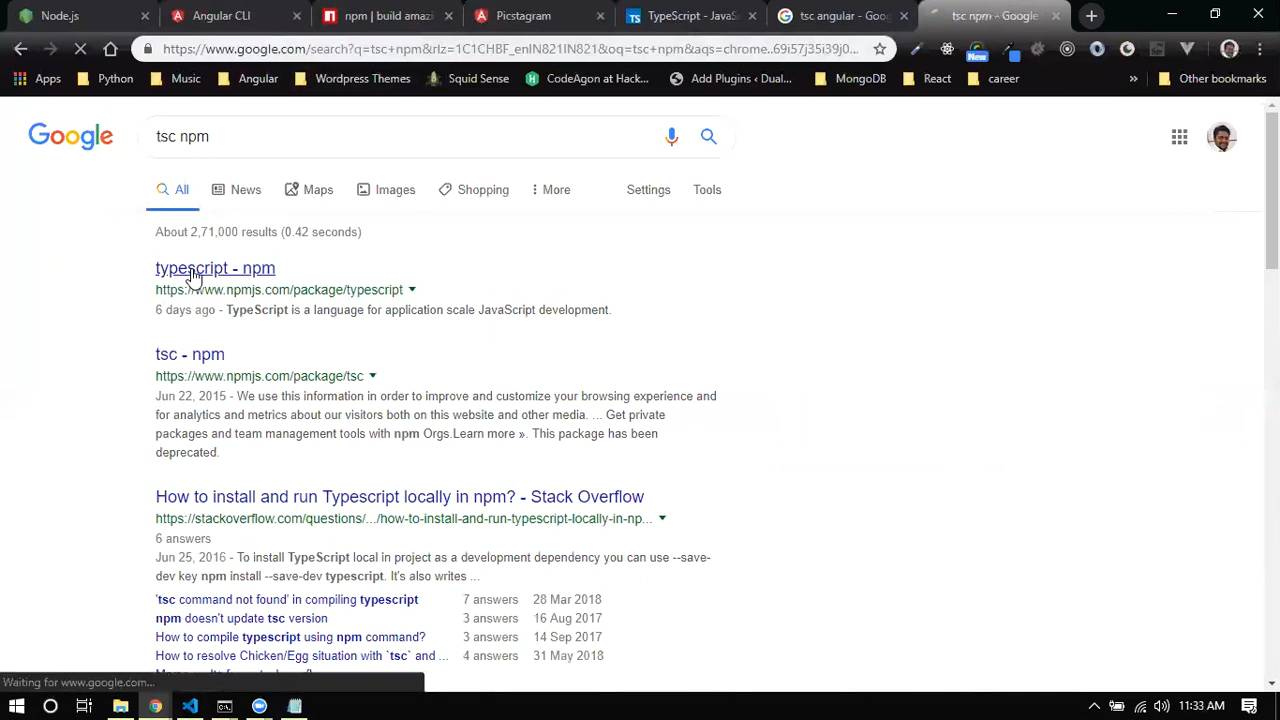 Node.js
Angular CLI
npm | build amazi
Picstagram
TypeScript - JavaS
tsc angular - Goo
tsc npm - Google
https://www.google.com/search?q=tsc+npm&rlz=1C1CHBF_enIN821IN821&oq=tsc+npm&aqs=chrome..69i57j35i39j0...
New
Apps
Python
Music
Angular
Wordpress Themes
Squid Sense
CodeAgon at Hack...
Add Plugins ‹ Dual...
MongoDB
React
career
»
Other bookmarks
Google
tsc npm
All
News
Maps
Images
Shopping
More
Settings
Tools
About 2,71,000 results (0.42 seconds)
typescript - npm
https://www.npmjs.com/package/typescript
6 days ago - TypeScript is a language for application scale JavaScript development.
tsc - npm
https://www.npmjs.com/package/tsc
Jun 22, 2015 - We use this information in order to improve and customize your browsing experience and
for analytics and metrics about our visitors both on this website and other media. ... Get private
packages and team management tools with npm Orgs.Learn more ». This package has been
deprecated.
How to install and run Typescript locally in npm? - Stack Overflow
https://stackoverflow.com/questions/.../how-to-install-and-run-typescript-locally-in-np...
6 answers
Jun 25, 2016 - To install TypeScript local in project as a development dependency you can use --save-
dev key npm install --save-dev typescript. It's also writes ...
'tsc command not found' in compiling typescript 7 answers 28 Mar 2018
npm doesn't update tsc version 3 answers 16 Aug 2017
How to compile typescript using npm command? 3 answers 14 Sep 2017
How to resolve Chicken/Egg situation with `tsc` and ... 4 answers 31 May 2018
Waiting for www.google.com...
11:33 AM